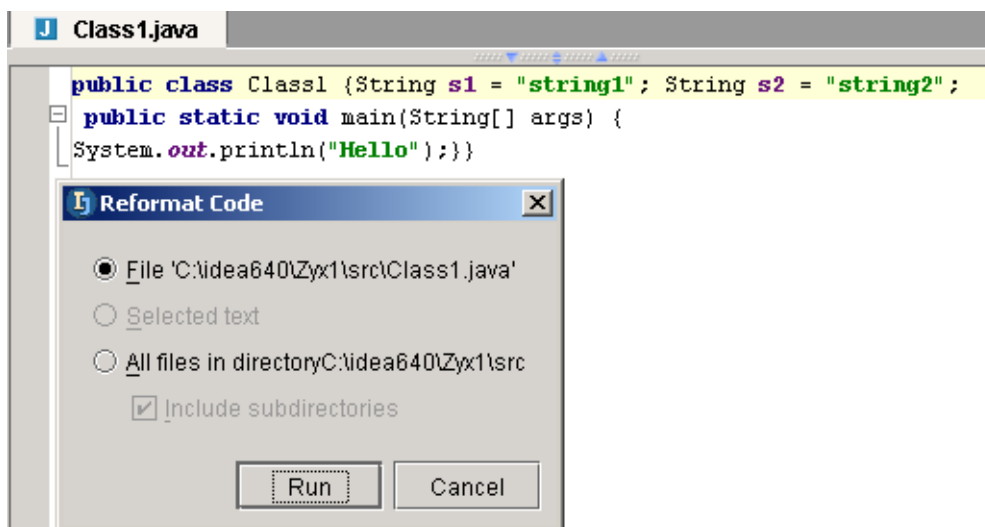 Class1.java
public class Class1 {String s1 = "string1"; String s2 = "string2";
public static void main(String[] args) {
System.out.println("Hello");}}
Reformat Code
File 'C:\idea640\Zyx1\src\Class1.java'
Selected text
All files in directoryC:\idea640\Zyx1\src
Include subdirectories
Run
Cancel